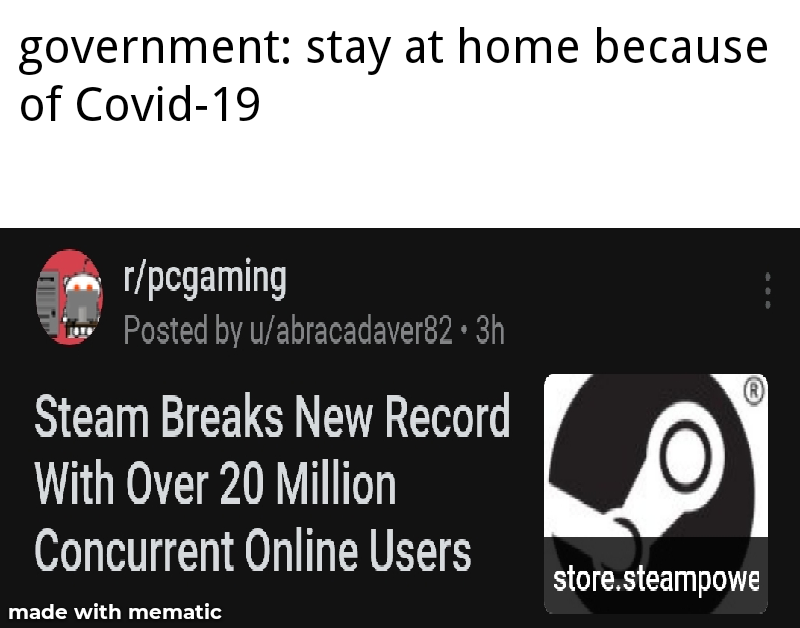 government: stay at home because
of Covid-19
r/pcgaming
Posted by u/abracadaver82 • 3h
Steam Breaks New Record
With Over 20 Million
Concurrent Online Users
®
store.steampowe
made with mematic